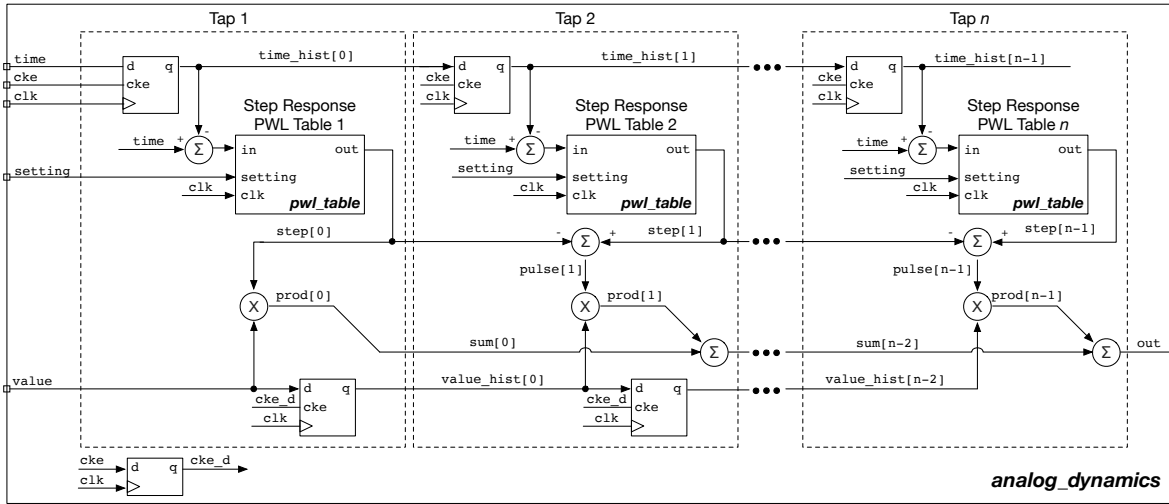 Tap 1
Tap 2
Tap n
time
cke
clk
d
q
cke
time_hist[0]
Step Response
PWL Table 1
time
+
-
Σ
in
out
setting
setting
clk
clk
pwl_table
step[0]
X
prod[0]
value
d
q
cke_d
cke
clk
cke
clk
d
q
cke
time_hist[1]
Step Response
PWL Table 2
time
+
-
Σ
in
out
setting
setting
clk
clk
pwl_table
-
Σ
+
step[1]
pulse[1]
X
prod[1]
sum[0]
Σ
value_hist[0]
d
q
cke_d
cke
clk
cke
clk
d
q
cke
time_hist[n-1]
Step Response
PWL Table n
time
+
-
Σ
in
out
setting
setting
clk
clk
pwl_table
-
Σ
+
step[n-1]
pulse[n-1]
X
prod[n-1]
sum[n-2]
Σ
out
value_hist[n-2]
cke
clk
d
q
cke_d
analog_dynamics